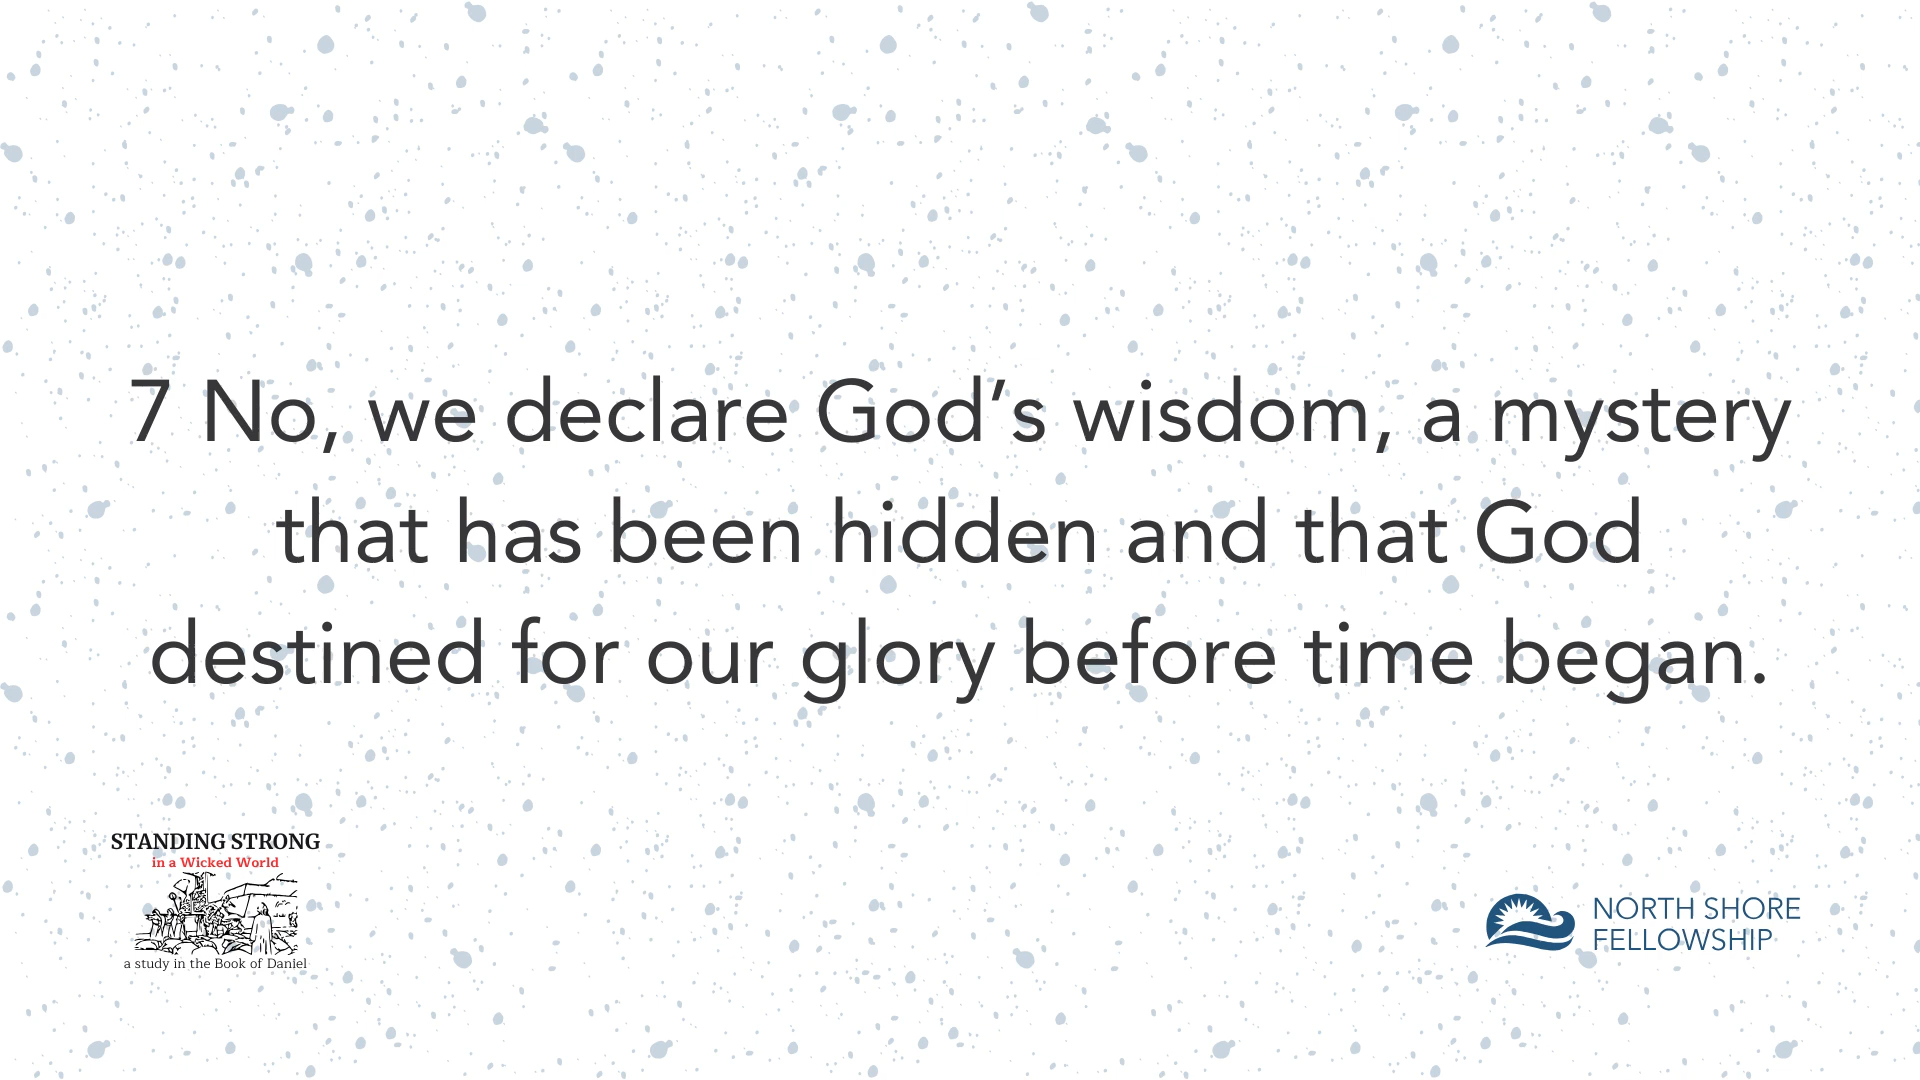 7 No, we declare God’s wisdom, a mystery
that has been hidden and that God
destined for our glory before time began.
STANDING STRONG
in a Wicked World
a study in the Book of Daniel
NORTH SHORE
FELLOWSHIP